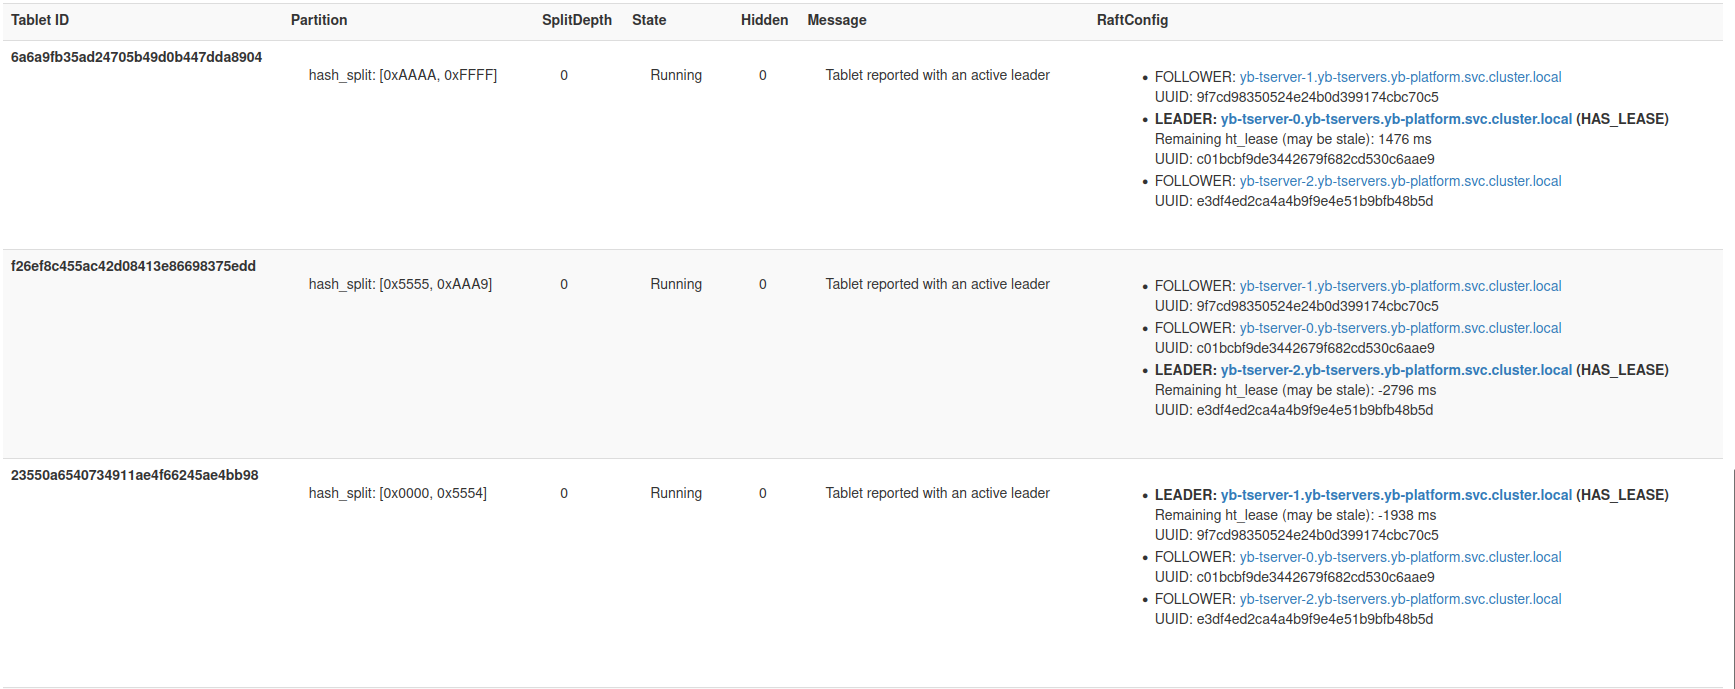 Tablet ID Partition SplitDepth State Hidden Message RaftConfig
6a6a9fb35ad24705b49d0b447dda8904
hash_split: [0xAAAA, 0xFFFF] 0 Running 0 Tablet reported with an active leader
• FOLLOWER: yb-tserver-1.yb-tservers.yb-platform.svc.cluster.local
UUID: 9f7cd98350524e24b0d399174cbc70c5
• LEADER: yb-tserver-0.yb-tservers.yb-platform.svc.cluster.local (HAS_LEASE)
Remaining ht_lease (may be stale): 1476 ms
UUID: c01bcbf9de3442679f682cd530c6aae9
• FOLLOWER: yb-tserver-2.yb-tservers.yb-platform.svc.cluster.local
UUID: e3df4ed2ca4a4b9f9e4e51b9bfb48b5d
f26ef8c455ac42d08413e86698375edd
hash_split: [0x5555, 0xAAA9] 0 Running 0 Tablet reported with an active leader
• FOLLOWER: yb-tserver-1.yb-tservers.yb-platform.svc.cluster.local
UUID: 9f7cd98350524e24b0d399174cbc70c5
• FOLLOWER: yb-tserver-0.yb-tservers.yb-platform.svc.cluster.local
UUID: c01bcbf9de3442679f682cd530c6aae9
• LEADER: yb-tserver-2.yb-tservers.yb-platform.svc.cluster.local (HAS_LEASE)
Remaining ht_lease (may be stale): -2796 ms
UUID: e3df4ed2ca4a4b9f9e4e51b9bfb48b5d
23550a6540734911ae4f66245ae4bb98
hash_split: [0x0000, 0x5554] 0 Running 0 Tablet reported with an active leader
• LEADER: yb-tserver-1.yb-tservers.yb-platform.svc.cluster.local (HAS_LEASE)
Remaining ht_lease (may be stale): -1938 ms
UUID: 9f7cd98350524e24b0d399174cbc70c5
• FOLLOWER: yb-tserver-0.yb-tservers.yb-platform.svc.cluster.local
UUID: c01bcbf9de3442679f682cd530c6aae9
• FOLLOWER: yb-tserver-2.yb-tservers.yb-platform.svc.cluster.local
UUID: e3df4ed2ca4a4b9f9e4e51b9bfb48b5d